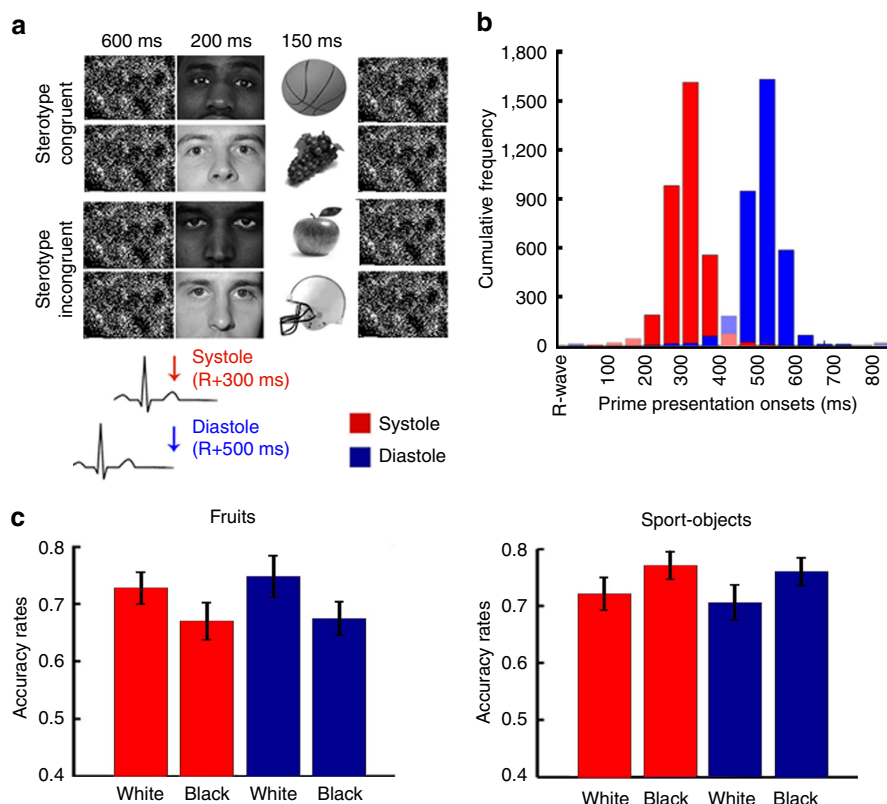 a
600 ms 200 ms 150 ms
Sterotype
congruent
Sterotype
incongruent
Systole
(R+300 ms)
Diastole
(R+500 ms)
Systole
Diastole
b
1,800
1,500
1,200
900
600
300
0
Cumulative frequency
R-wave 100 200 300 400 500 600 700 800
Prime presentation onsets (ms)
c
Fruits
0.8
0.7
0.6
0.5
0.4
Accuracy rates
White Black White Black
Sport-objects
0.8
0.7
0.6
0.5
0.4
Accuracy rates
White Black White Black